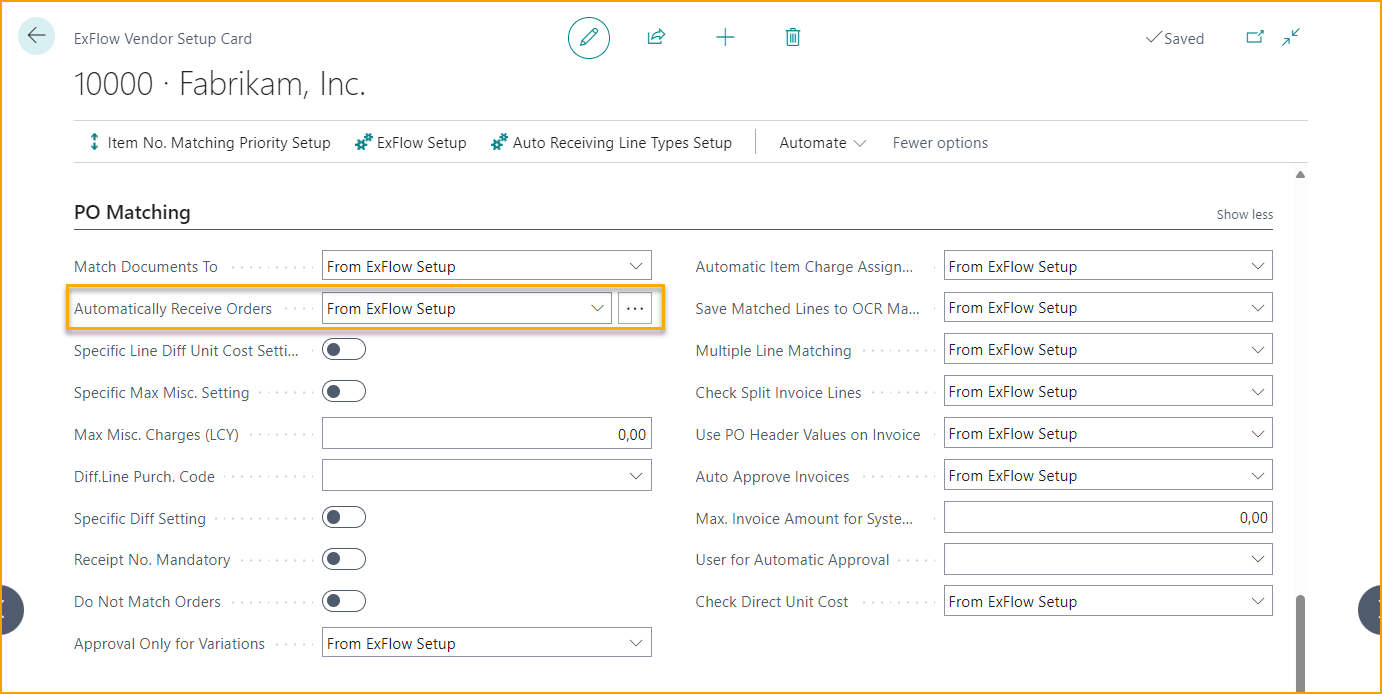 ExFlow Vendor Setup Card
Saved
10000 · Fabrikam, Inc.
Item No. Matching Priority Setup ExFlow Setup Auto Receiving Line Types Setup Automate Fewer options
PO Matching
Show less
Match Documents To From ExFlow Setup
Automatically Receive Orders From ExFlow Setup ...
Specific Line Diff Unit Cost Setti...
Specific Max Misc. Setting
Max Misc. Charges (LCY) 0,00
Diff.Line Purch. Code
Specific Diff Setting
Receipt No. Mandatory
Do Not Match Orders
Approval Only for Variations From ExFlow Setup
Automatic Item Charge Assign... From ExFlow Setup
Save Matched Lines to OCR Ma... From ExFlow Setup
Multiple Line Matching From ExFlow Setup
Check Split Invoice Lines From ExFlow Setup
Use PO Header Values on Invoice From ExFlow Setup
Auto Approve Invoices From ExFlow Setup
Max. Invoice Amount for Syste... 0,00
User for Automatic Approval
Check Direct Unit Cost From ExFlow Setup